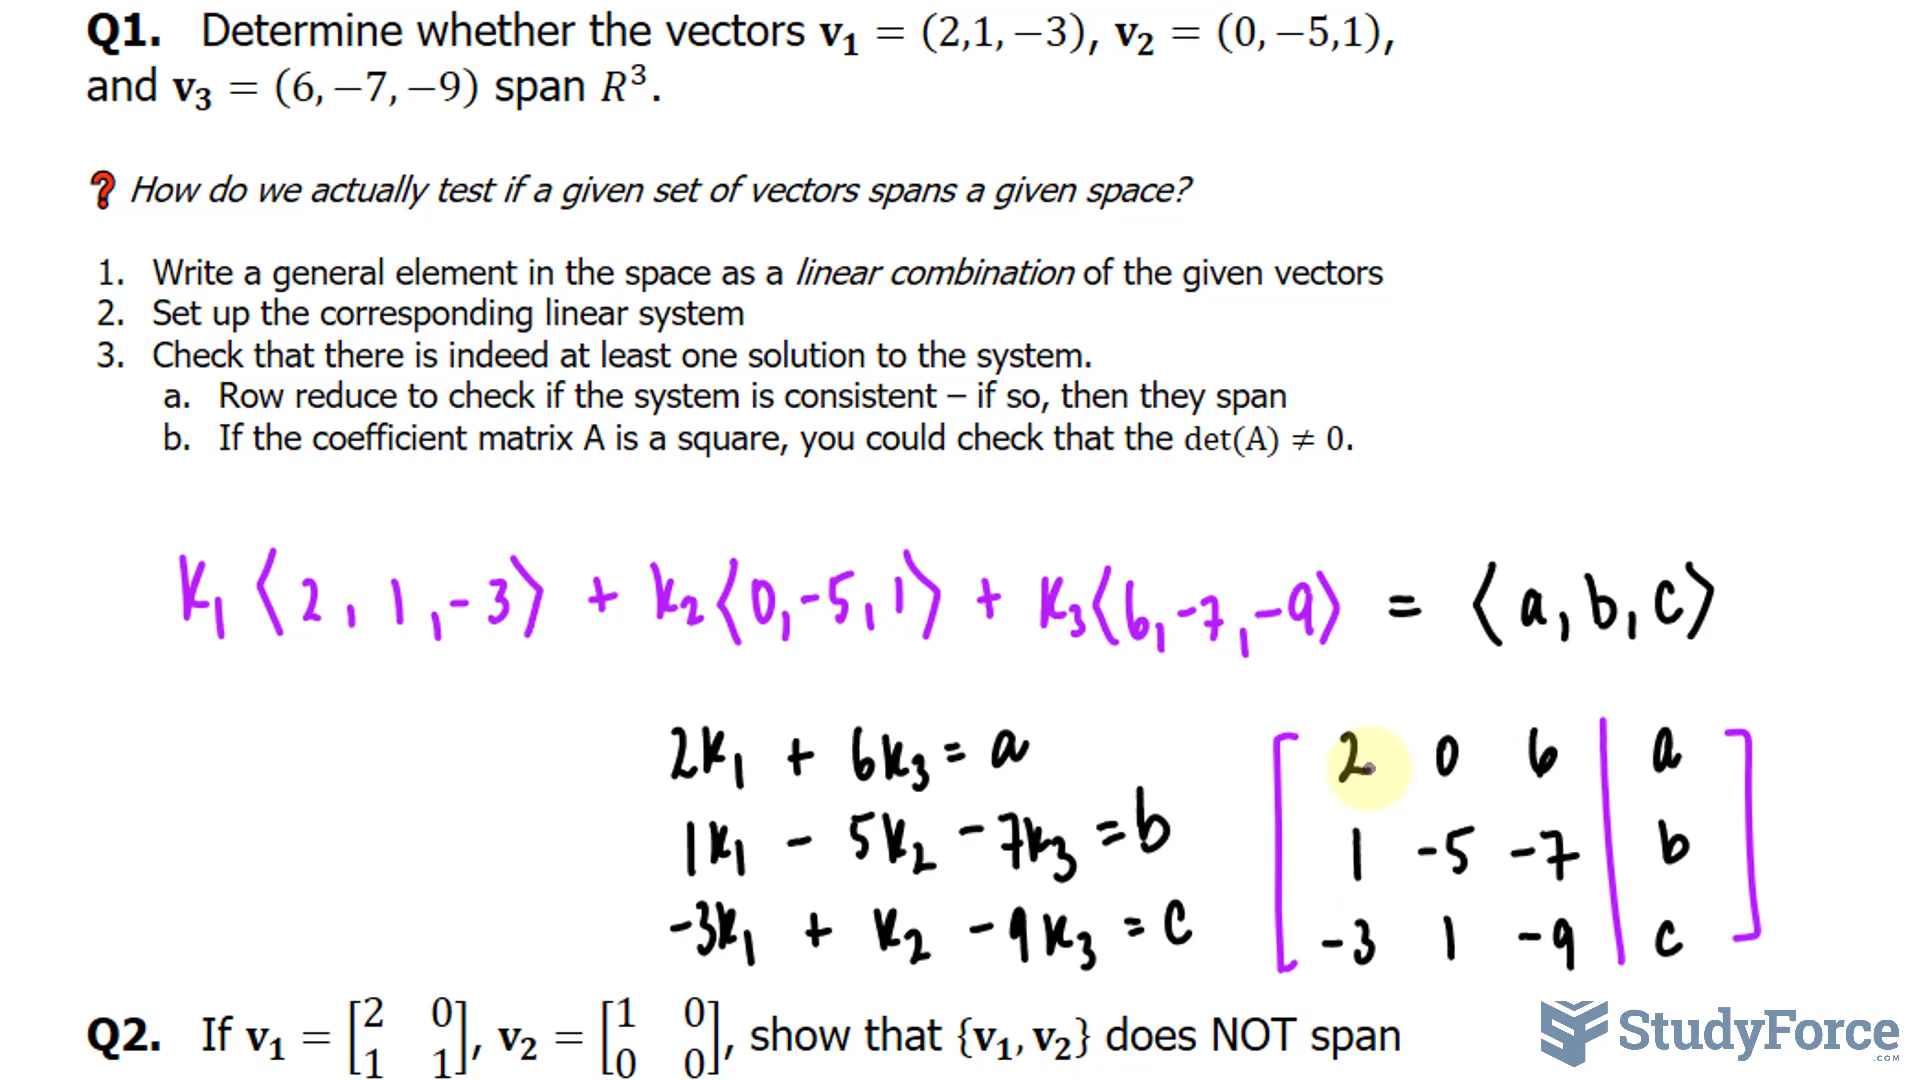 Q1. Determine whether the vectors v₁ = (2,1,−3), v₂ = (0,−5,1),
and v₃ = (6,−7,−9) span R³.
❓ How do we actually test if a given set of vectors spans a given space?
1. Write a general element in the space as a linear combination of the given vectors
2. Set up the corresponding linear system
3. Check that there is indeed at least one solution to the system.
a. Row reduce to check if the system is consistent – if so, then they span
b. If the coefficient matrix A is a square, you could check that the det(A) ≠ 0.
k₁⟨2, 1, -3⟩ + k₂⟨0, -5, 1⟩ + k₃⟨6, -7, -9⟩ = ⟨a, b, c⟩
2k₁ + 6k₃ = a
1k₁ - 5k₂ - 7k₃ = b
-3k₁ + k₂ - 9k₃ = c
[2 0 6 | a]
[1 -5 -7 | b]
[-3 1 -9 | c]
Q2. If v₁ = [2 0; 1 1], v₂ = [1 0; 0 0], show that {v₁, v₂} does NOT span
StudyForce
.COM